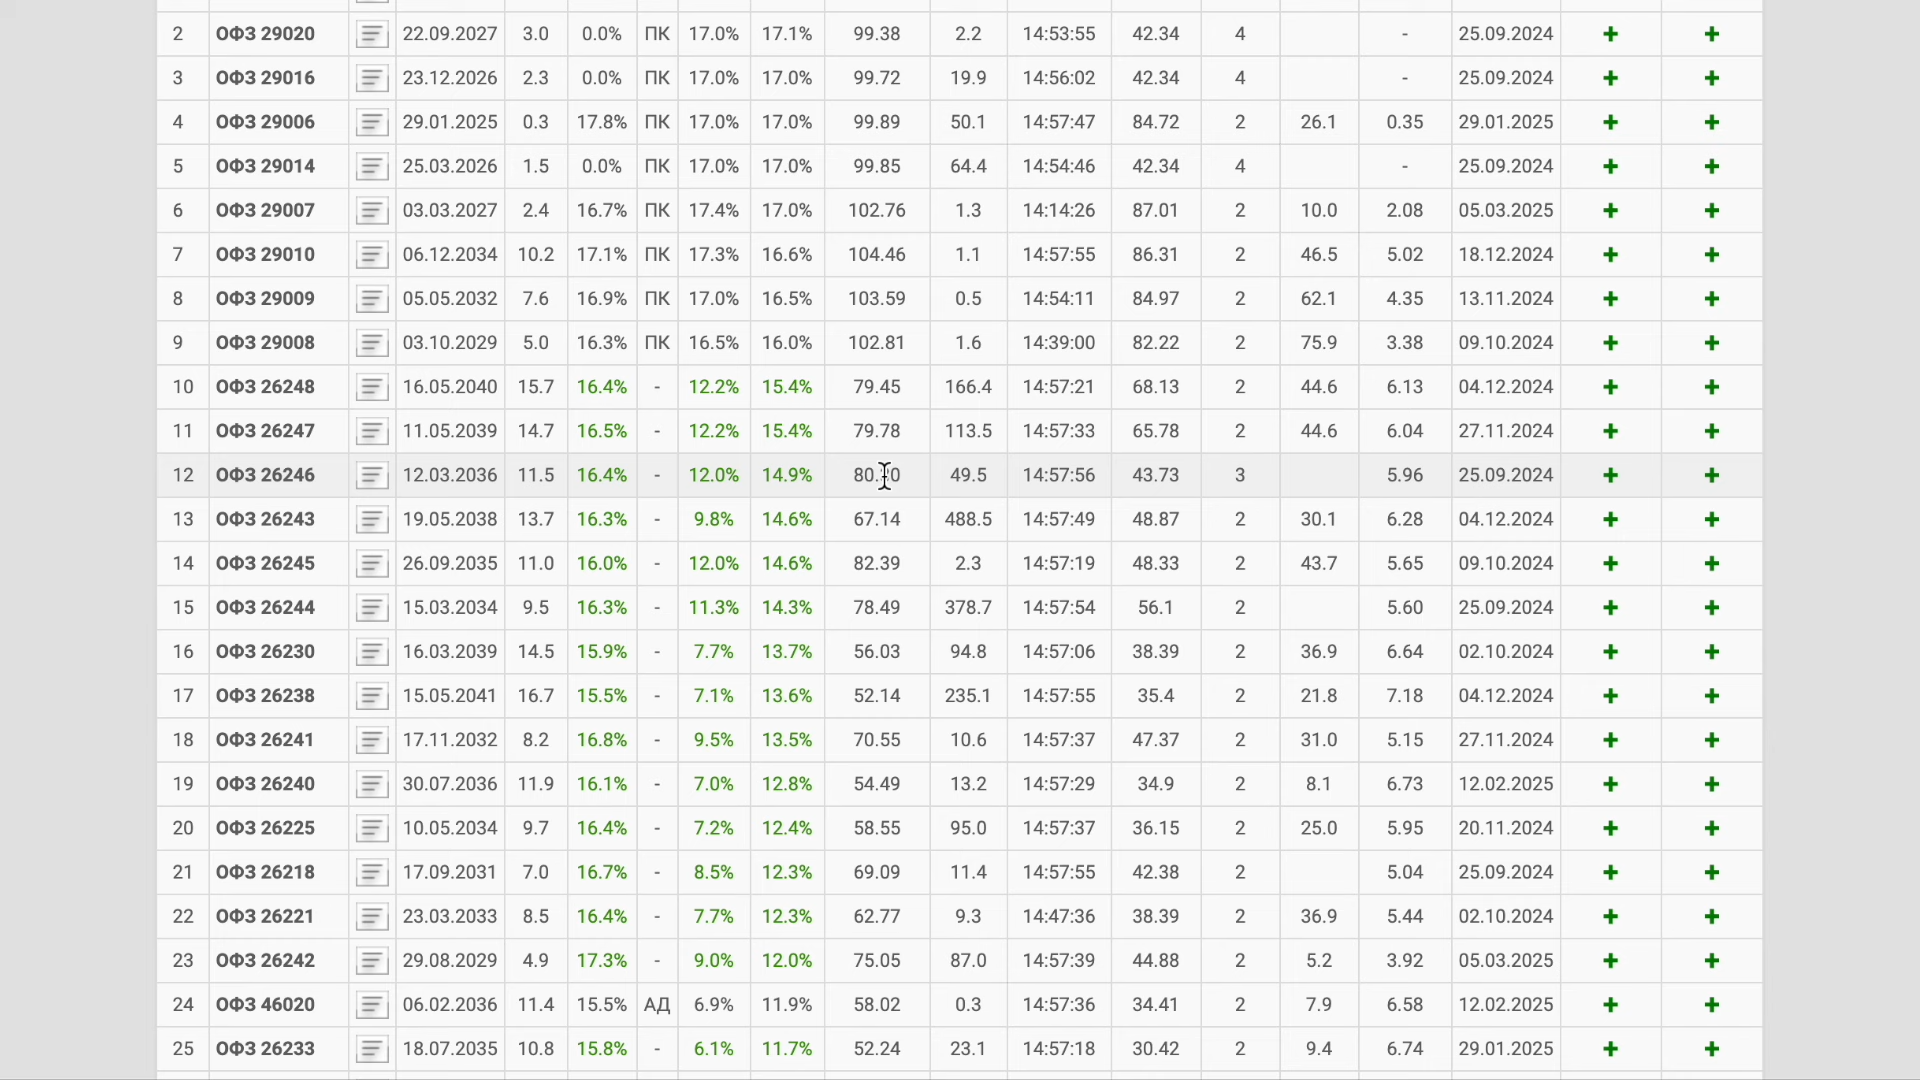 2 ОФЗ 29020 22.09.2027 3.0 0.0% ПК 17.0% 17.1% 99.38 2.2 14:53:55 42.34 4 - 25.09.2024
3 ОФЗ 29016 23.12.2026 2.3 0.0% ПК 17.0% 17.0% 99.72 19.9 14:56:02 42.34 4 - 25.09.2024
4 ОФЗ 29006 29.01.2025 0.3 17.8% ПК 17.0% 17.0% 99.89 50.1 14:57:47 84.72 2 26.1 0.35 29.01.2025
5 ОФЗ 29014 25.03.2026 1.5 0.0% ПК 17.0% 17.0% 99.85 64.4 14:54:46 42.34 4 - 25.09.2024
6 ОФЗ 29007 03.03.2027 2.4 16.7% ПК 17.4% 17.0% 102.76 1.3 14:14:26 87.01 2 10.0 2.08 05.03.2025
7 ОФЗ 29010 06.12.2034 10.2 17.1% ПК 17.3% 16.6% 104.46 1.1 14:57:55 86.31 2 46.5 5.02 18.12.2024
8 ОФЗ 29009 05.05.2032 7.6 16.9% ПК 17.0% 16.5% 103.59 0.5 14:54:11 84.97 2 62.1 4.35 13.11.2024
9 ОФЗ 29008 03.10.2029 5.0 16.3% ПК 16.5% 16.0% 102.81 1.6 14:39:00 82.22 2 75.9 3.38 09.10.2024
10 ОФЗ 26248 16.05.2040 15.7 16.4% - 12.2% 15.4% 79.45 166.4 14:57:21 68.13 2 44.6 6.13 04.12.2024
11 ОФЗ 26247 11.05.2039 14.7 16.5% - 12.2% 15.4% 79.78 113.5 14:57:33 65.78 2 44.6 6.04 27.11.2024
12 ОФЗ 26246 12.03.2036 11.5 16.4% - 12.0% 14.9% 49.5 14:57:56 43.73 3 5.96 25.09.2024
13 ОФЗ 26243 19.05.2038 13.7 16.3% - 9.8% 14.6% 67.14 488.5 14:57:49 48.87 2 30.1 6.28 04.12.2024
14 ОФЗ 26245 26.09.2035 11.0 16.0% - 12.0% 14.6% 82.39 2.3 14:57:19 48.33 2 43.7 5.65 09.10.2024
15 ОФЗ 26244 15.03.2034 9.5 16.3% - 11.3% 14.3% 78.49 378.7 14:57:54 56.1 2 5.60 25.09.2024
16 ОФЗ 26230 16.03.2039 14.5 15.9% - 7.7% 13.7% 56.03 94.8 14:57:06 38.39 2 36.9 6.64 02.10.2024
17 ОФЗ 26238 15.05.2041 16.7 15.5% - 7.1% 13.6% 52.14 235.1 14:57:55 35.4 2 21.8 7.18 04.12.2024
18 ОФЗ 26241 17.11.2032 8.2 16.8% - 9.5% 13.5% 70.55 10.6 14:57:37 47.37 2 31.0 5.15 27.11.2024
19 ОФЗ 26240 30.07.2036 11.9 16.1% - 7.0% 12.8% 54.49 13.2 14:57:29 34.9 2 8.1 6.73 12.02.2025
20 ОФЗ 26225 10.05.2034 9.7 16.4% - 7.2% 12.4% 58.55 95.0 14:57:37 36.15 2 25.0 5.95 20.11.2024
21 ОФЗ 26218 17.09.2031 7.0 16.7% - 8.5% 12.3% 69.09 11.4 14:57:55 42.38 2 5.04 25.09.2024
22 ОФЗ 26221 23.03.2033 8.5 16.4% - 7.7% 12.3% 62.77 9.3 14:47:36 38.39 2 36.9 5.44 02.10.2024
23 ОФЗ 26242 29.08.2029 4.9 17.3% - 9.0% 12.0% 75.05 87.0 14:57:39 44.88 2 5.2 3.92 05.03.2025
24 ОФЗ 46020 06.02.2036 11.4 15.5% АД 6.9% 11.9% 58.02 0.3 14:57:36 34.41 2 7.9 6.58 12.02.2025
25 ОФЗ 26233 18.07.2035 10.8 15.8% - 6.1% 11.7% 52.24 23.1 14:57:18 30.42 2 9.4 6.74 29.01.2025